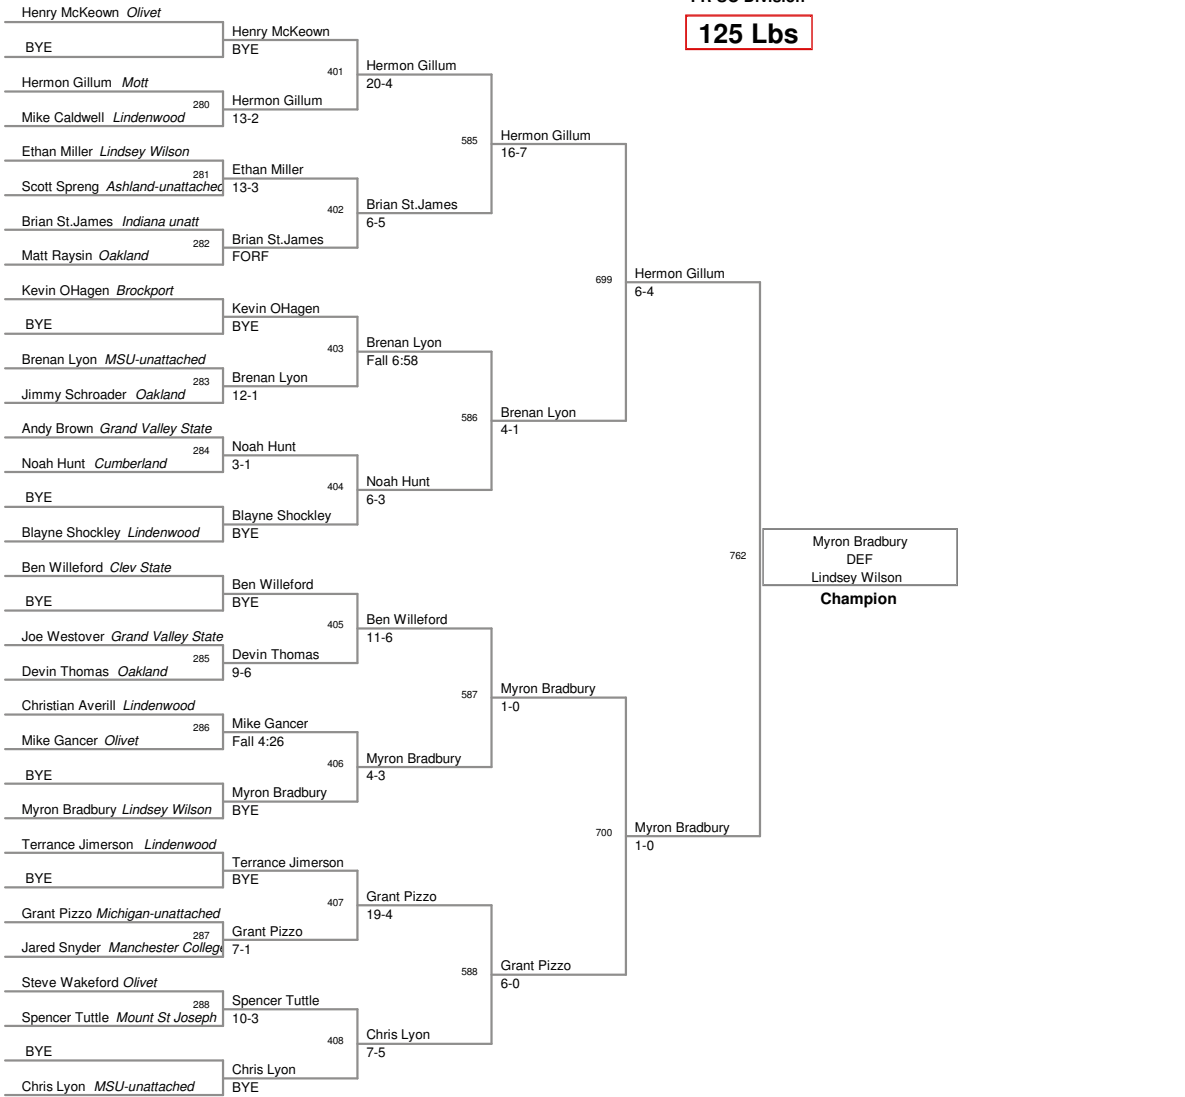 FR-SO Division
125 Lbs
Henry McKeown Olivet
BYE
Hermon Gillum Mott
280
Mike Caldwell Lindenwood
Ethan Miller Lindsey Wilson
281
Scott Spreng Ashland-unattached
Brian St.James Indiana unatt
282
Matt Raysin Oakland
Kevin OHagen Brockport
BYE
Brenan Lyon MSU-unattached
283
Jimmy Schroader Oakland
Andy Brown Grand Valley State
284
Noah Hunt Cumberland
BYE
Blayne Shockley Lindenwood
Ben Willeford Clev State
BYE
Joe Westover Grand Valley State
285
Devin Thomas Oakland
Christian Averill Lindenwood
286
Mike Gancer Olivet
BYE
Myron Bradbury Lindsey Wilson
Terrance Jimerson Lindenwood
BYE
Grant Pizzo Michigan-unattached
287
Jared Snyder Manchester College
Steve Wakeford Olivet
288
Spencer Tuttle Mount St Joseph
BYE
Chris Lyon MSU-unattached
Henry McKeown
BYE
401
Hermon Gillum
13-2
Ethan Miller
13-3
402
Brian St.James
FORF
Kevin OHagen
BYE
403
Brenan Lyon
12-1
Noah Hunt
3-1
404
Blayne Shockley
BYE
Ben Willeford
BYE
405
Devin Thomas
9-6
Mike Gancer
Fall 4:26
406
Myron Bradbury
BYE
Terrance Jimerson
BYE
407
Grant Pizzo
7-1
Spencer Tuttle
10-3
408
Chris Lyon
BYE
Hermon Gillum
20-4
585
Brian St.James
6-5
Brenan Lyon
Fall 6:58
586
Noah Hunt
6-3
Ben Willeford
11-6
587
Myron Bradbury
4-3
Grant Pizzo
19-4
588
Chris Lyon
7-5
Hermon Gillum
16-7
699
Brenan Lyon
4-1
Myron Bradbury
1-0
700
Grant Pizzo
6-0
Hermon Gillum
6-4
762
Myron Bradbury
1-0
Myron Bradbury
DEF
Lindsey Wilson
Champion